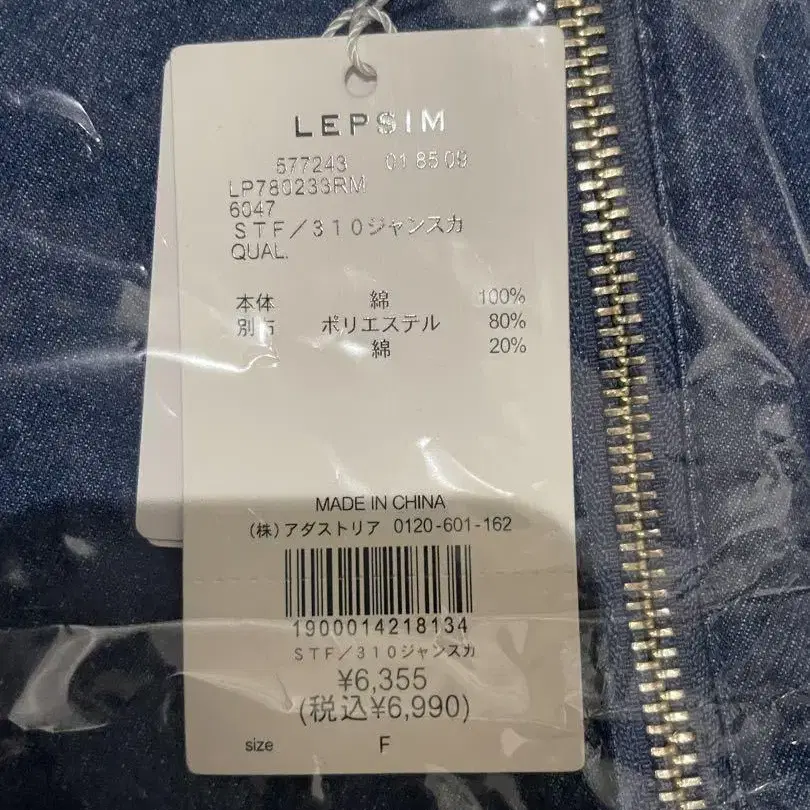 LEPSIM
577243 01 85 09
LP780233RM
6047
STF/310ジャンスカ
QUAL.
本体 綿 100%
別布 ポリエステル 80%
綿 20%
MADE IN CHINA
(株)アダストリア 0120-601-162
1900014218134
STF/310ジャンスカ
¥6,355
(税込¥6,990)
size F